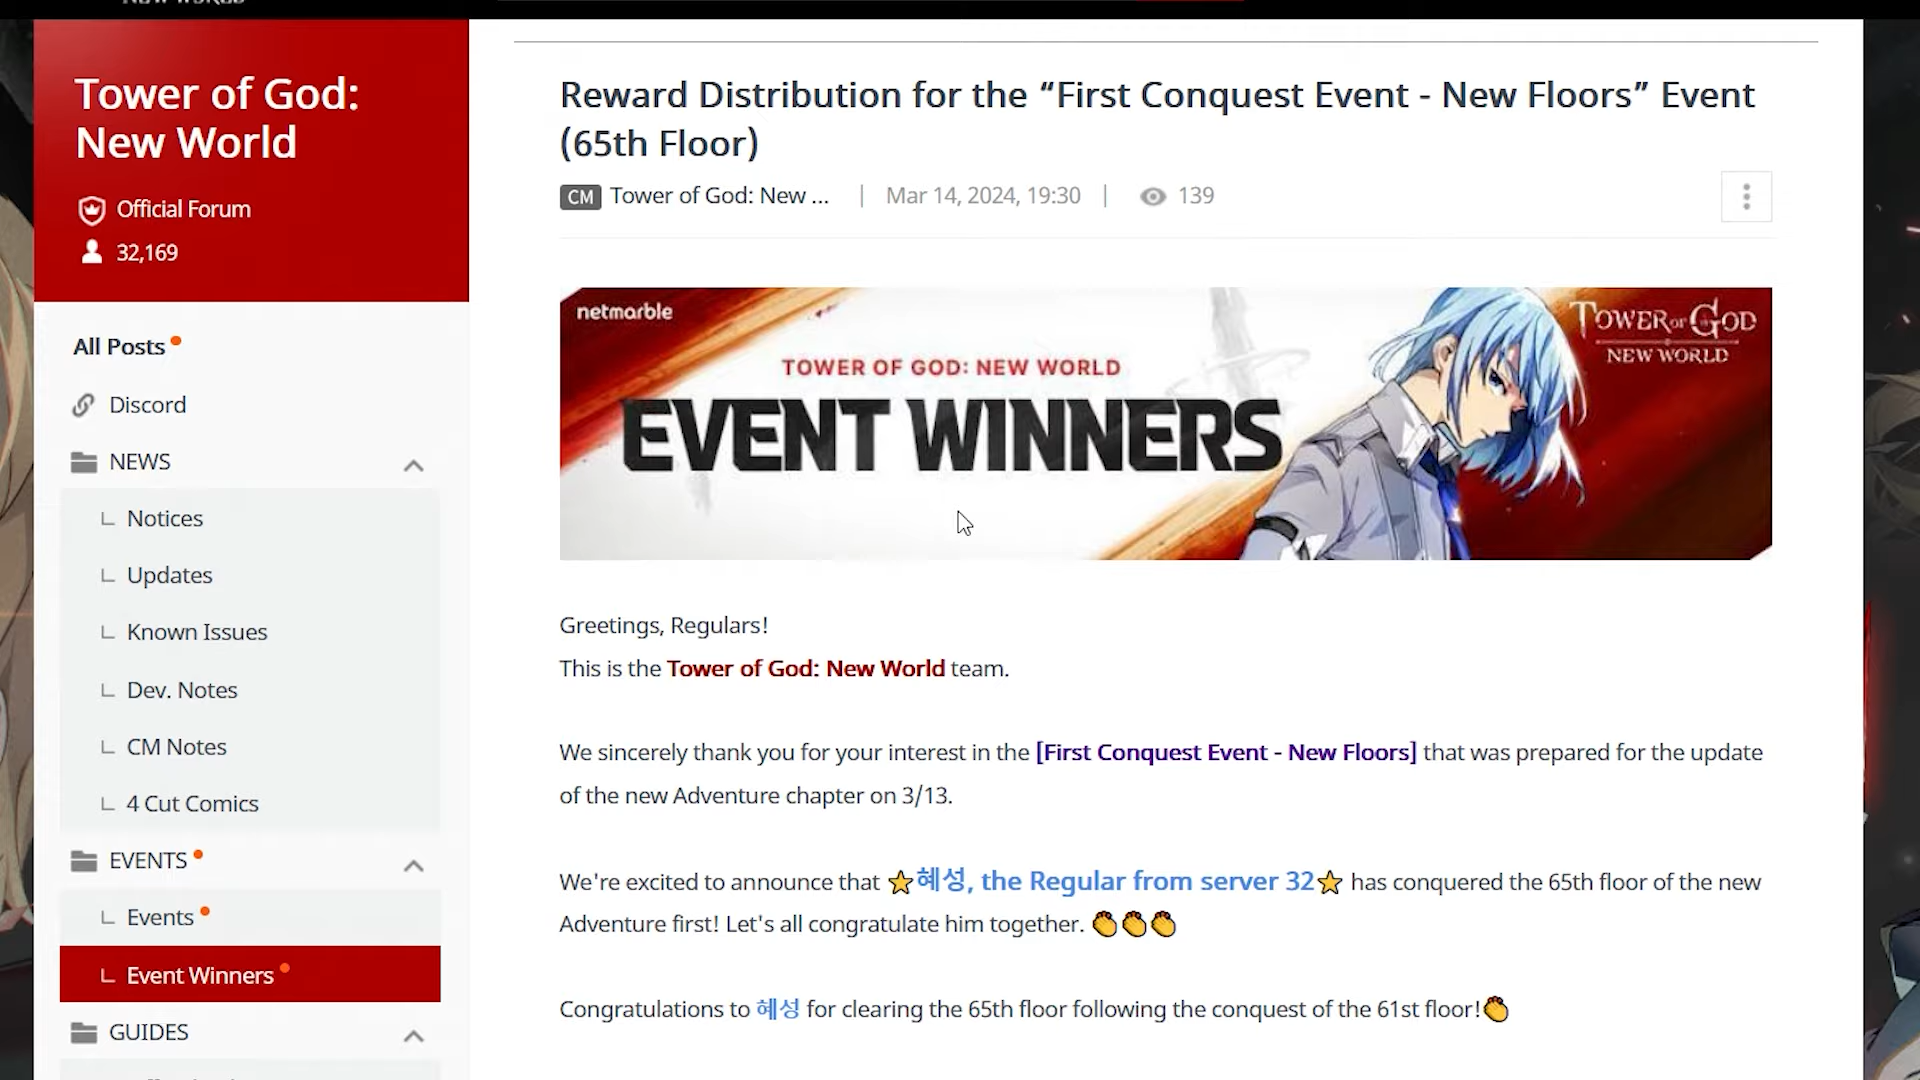 Tower of God:
New World
Official Forum
32,169
All Posts
Discord
NEWS
Notices
Updates
Known Issues
Dev. Notes
CM Notes
4 Cut Comics
EVENTS
Events
Event Winners
GUIDES
Reward Distribution for the “First Conquest Event - New Floors” Event
(65th Floor)
CM Tower of God: New ... | Mar 14, 2024, 19:30 | 139
netmarble
TOWER OF GOD: NEW WORLD
EVENT WINNERS
TOWER OF GOD
NEW WORLD
Greetings, Regulars!
This is the Tower of God: New World team.
We sincerely thank you for your interest in the [First Conquest Event - New Floors] that was prepared for the update
of the new Adventure chapter on 3/13.
We're excited to announce that ⭐혜성, the Regular from server 32⭐ has conquered the 65th floor of the new
Adventure first! Let's all congratulate him together. 👏👏👏
Congratulations to 혜성 for clearing the 65th floor following the conquest of the 61st floor!👏